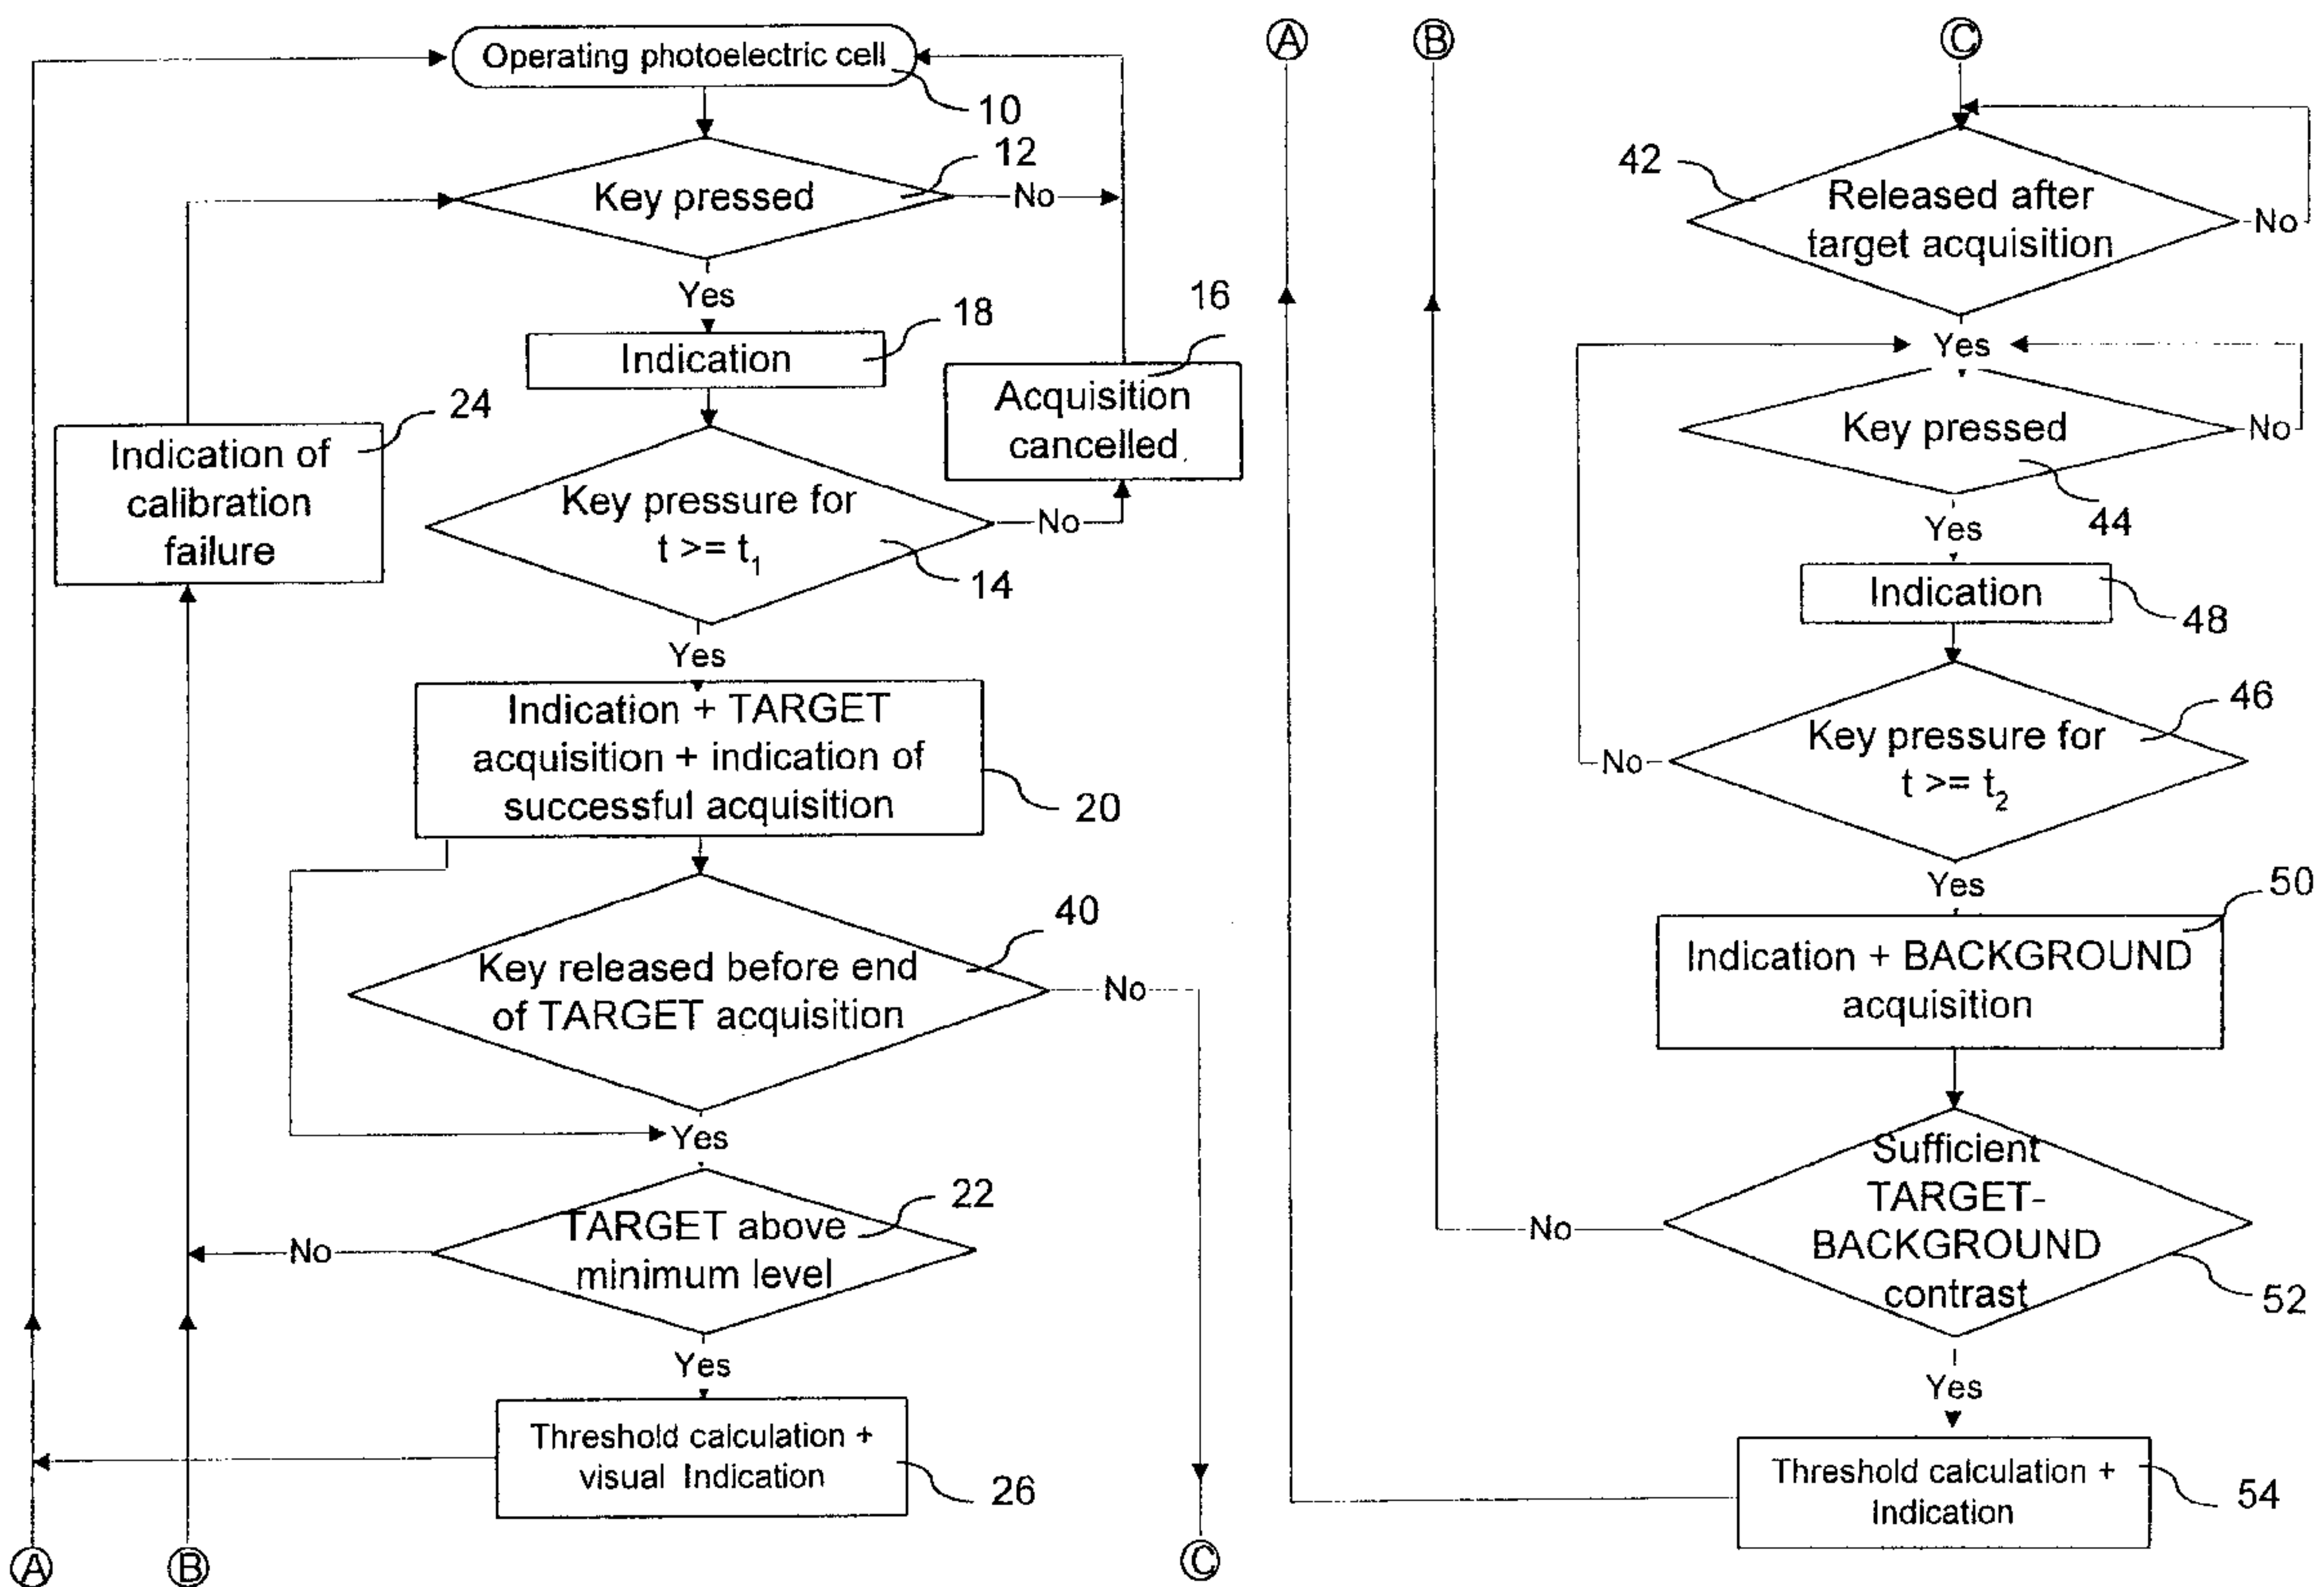 Operating photoelectric cell
10
12
Key pressed
No
Yes
18
Indication
16
Acquisition
cancelled
24
Indication of
calibration
failure
Key pressure for
t >= t1
No
14
Yes
Indication + TARGET
acquisition + indication of
successful acquisition
20
40
Key released before end
of TARGET acquisition
No
Yes
22
TARGET above
minimum level
No
Yes
Threshold calculation +
visual Indication
26
A
B
C
A
B
C
42
Released after
target acquisition
No
Yes
Key pressed
No
44
Yes
Indication
48
46
Key pressure for
t >= t2
No
Yes
50
Indication + BACKGROUND
acquisition
Sufficient
TARGET-
BACKGROUND
contrast
No
52
Yes
Threshold calculation +
Indication
54